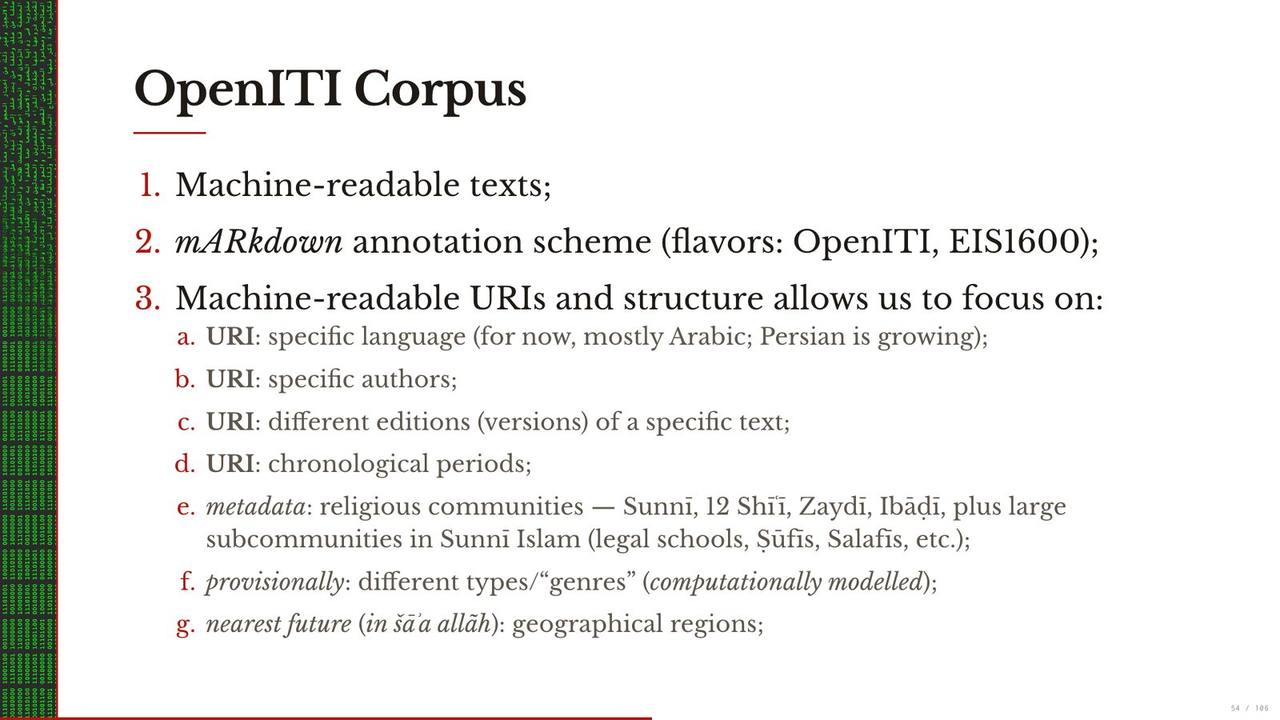 OpenITI Corpus
1. Machine-readable texts;
2. mARkdown annotation scheme (flavors: OpenITI, EIS1600);
3. Machine-readable URIs and structure allows us to focus on:
a. URI: specific language (for now, mostly Arabic; Persian is growing);
b. URI: specific authors;
c. URI: different editions (versions) of a specific text;
d. URI: chronological periods;
e. metadata: religious communities — Sunnī, 12 Shīʿī, Zaydī, Ibāḍī, plus large
subcommunities in Sunnī Islam (legal schools, Ṣūfīs, Salafīs, etc.);
f. provisionally: different types/“genres” (computationally modelled);
g. nearest future (in šāʾa allãh): geographical regions;
54 / 106